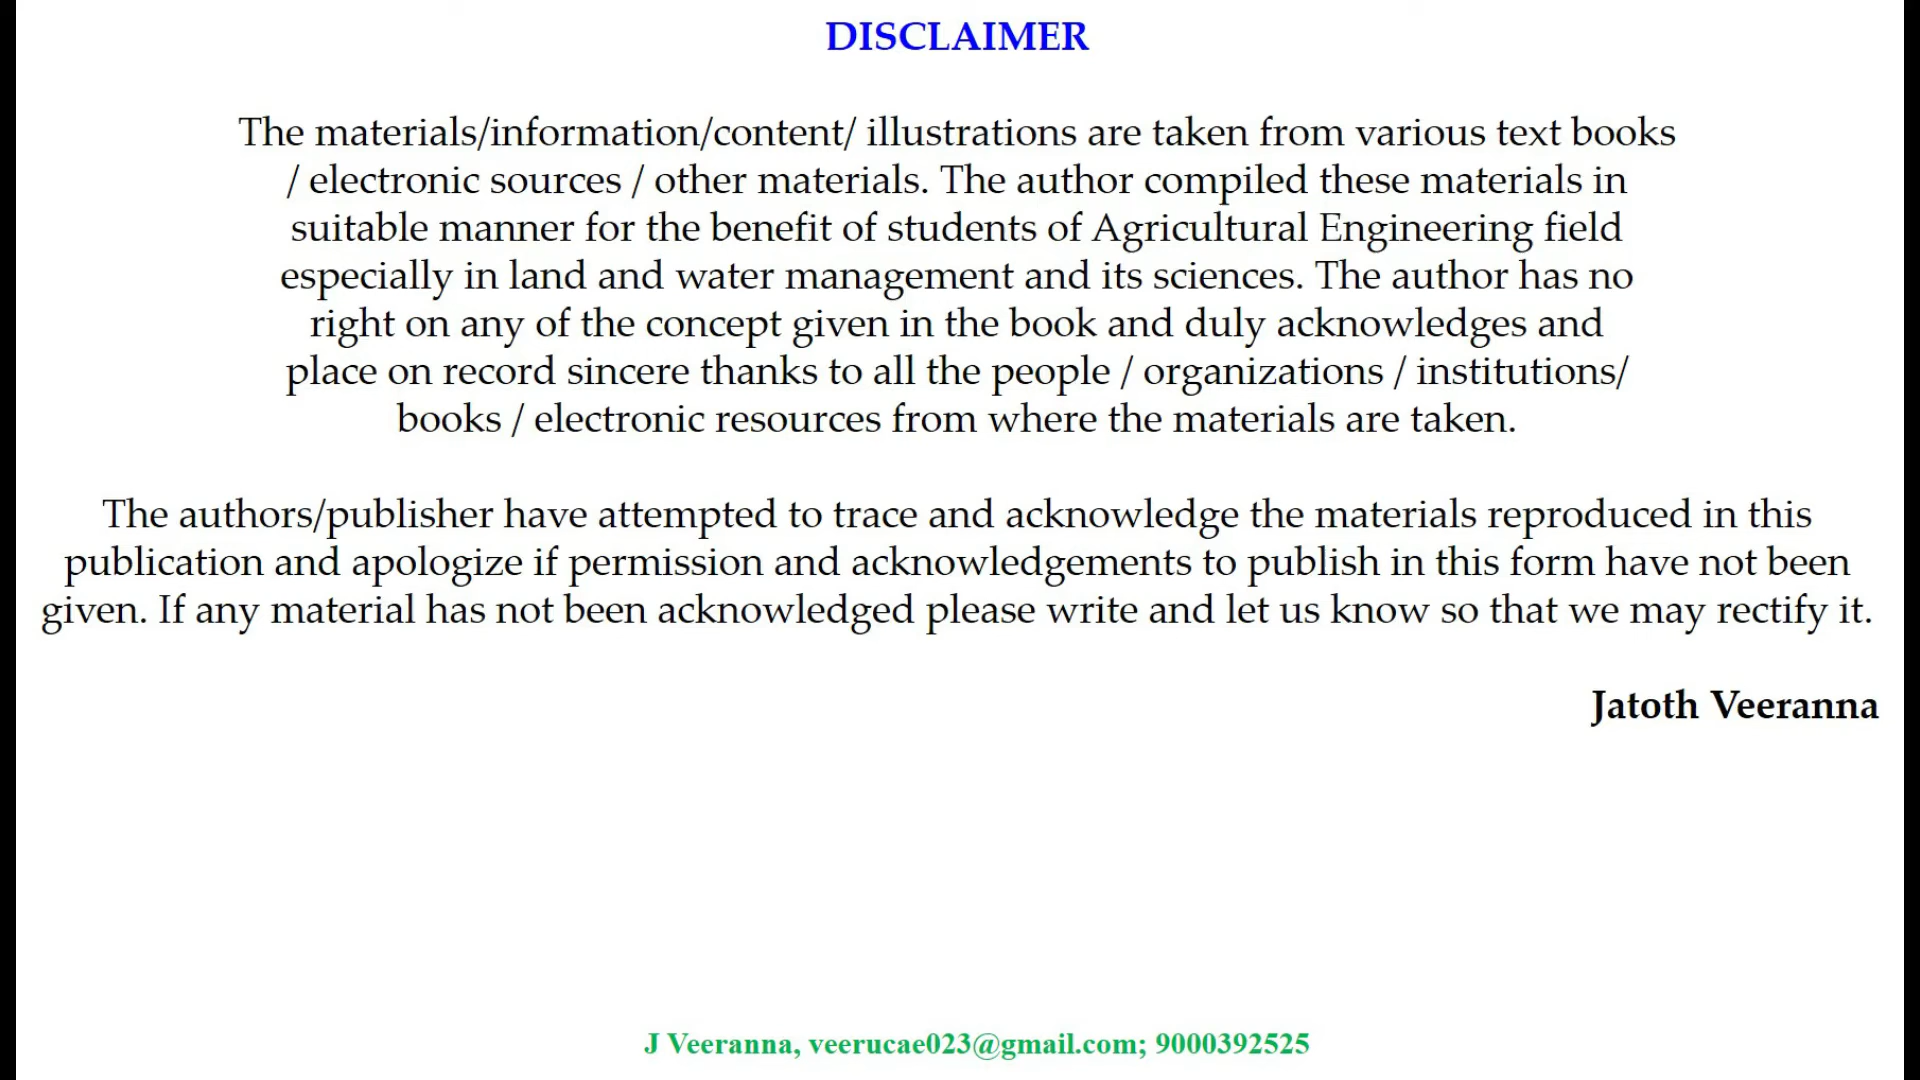 DISCLAIMER
The materials/information/content/ illustrations are taken from various text books
/ electronic sources / other materials. The author compiled these materials in
suitable manner for the benefit of students of Agricultural Engineering field
especially in land and water management and its sciences. The author has no
right on any of the concept given in the book and duly acknowledges and
place on record sincere thanks to all the people / organizations / institutions/
books / electronic resources from where the materials are taken.
The authors/publisher have attempted to trace and acknowledge the materials reproduced in this
publication and apologize if permission and acknowledgements to publish in this form have not been
given. If any material has not been acknowledged please write and let us know so that we may rectify it.
Jatoth Veeranna
J Veeranna, veerucae023@gmail.com; 9000392525